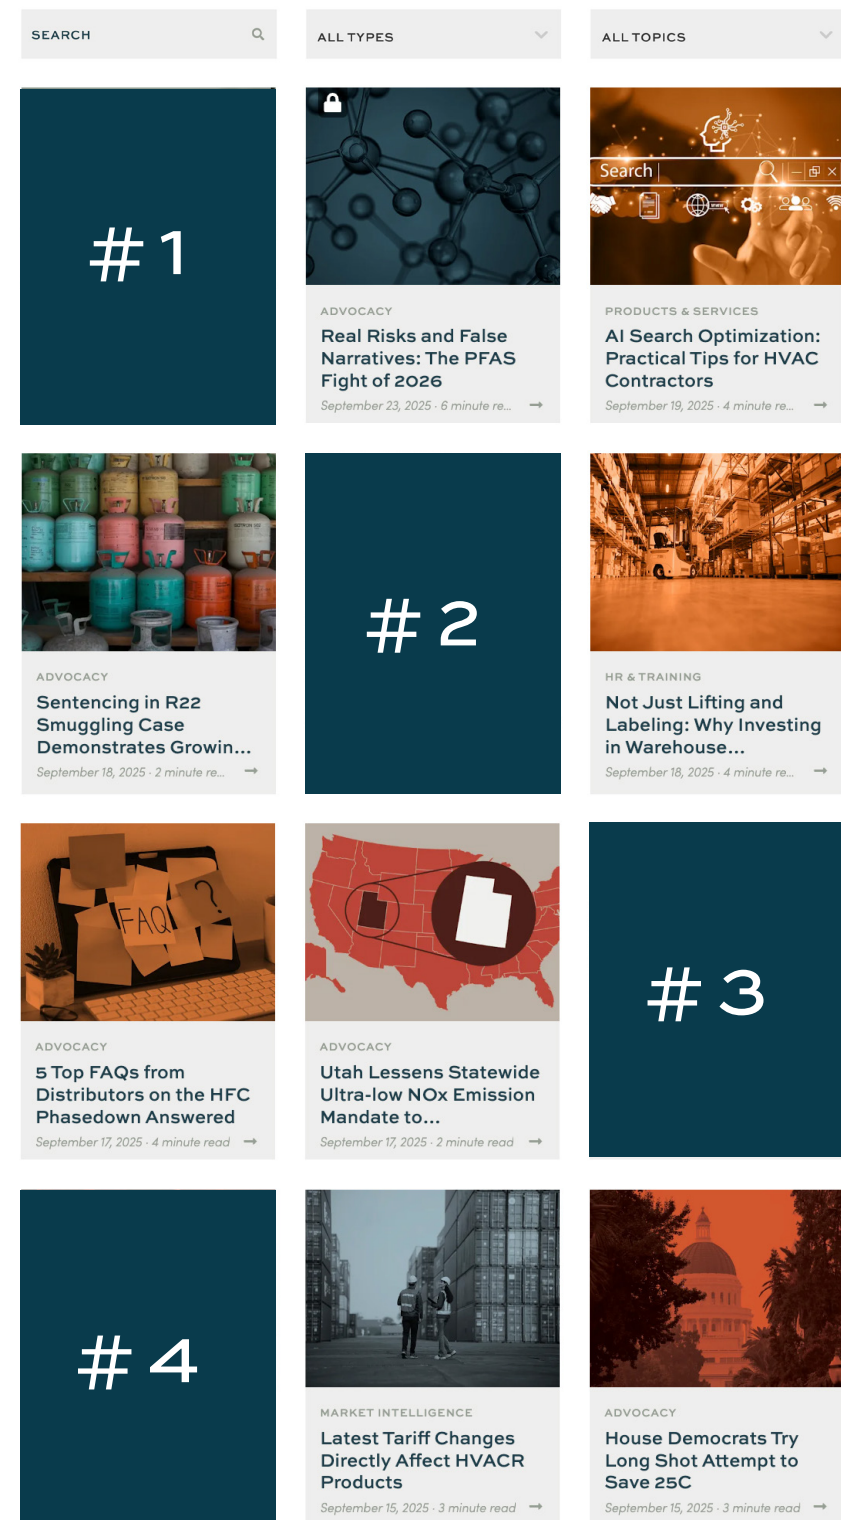 SEARCH
ALL TYPES
ALL TOPICS
# 1
ADVOCACY
Real Risks and False
Narratives: The PFAS
Fight of 2026
September 23, 2025 · 6 minute re...
Search
PRODUCTS & SERVICES
AI Search Optimization:
Practical Tips for HVAC
Contractors
September 19, 2025 · 4 minute re...
ADVOCACY
Sentencing in R22
Smuggling Case
Demonstrates Growin...
September 18, 2025 · 2 minute re...
# 2
HR & TRAINING
Not Just Lifting and
Labeling: Why Investing
in Warehouse...
September 18, 2025 · 4 minute re...
FAQ ?
ADVOCACY
5 Top FAQs from
Distributors on the HFC
Phasedown Answered
September 17, 2025 · 4 minute read
ADVOCACY
Utah Lessens Statewide
Ultra-low NOx Emission
Mandate to...
September 17, 2025 · 2 minute read
# 3
# 4
MARKET INTELLIGENCE
Latest Tariff Changes
Directly Affect HVACR
Products
September 15, 2025 · 3 minute read
ADVOCACY
House Democrats Try
Long Shot Attempt to
Save 25C
September 15, 2025 · 3 minute read